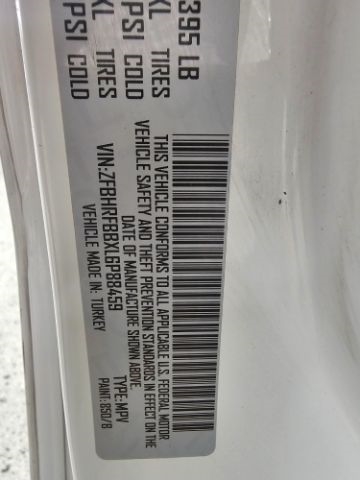 395 LB
XL TIRES
PSI COLD
XL TIRES
PSI COLD
THIS VEHICLE CONFORMS TO ALL APPLICABLE U.S. FEDERAL MOTOR
VEHICLE SAFETY AND THEFT PREVENTION STANDARDS IN EFFECT ON THE
DATE OF MANUFACTURE SHOWN ABOVE.
VIN: ZFBHRFBBXL6P88459 TYPE: MPV
VEHICLE MADE IN: TURKEY PAINT: 850/B